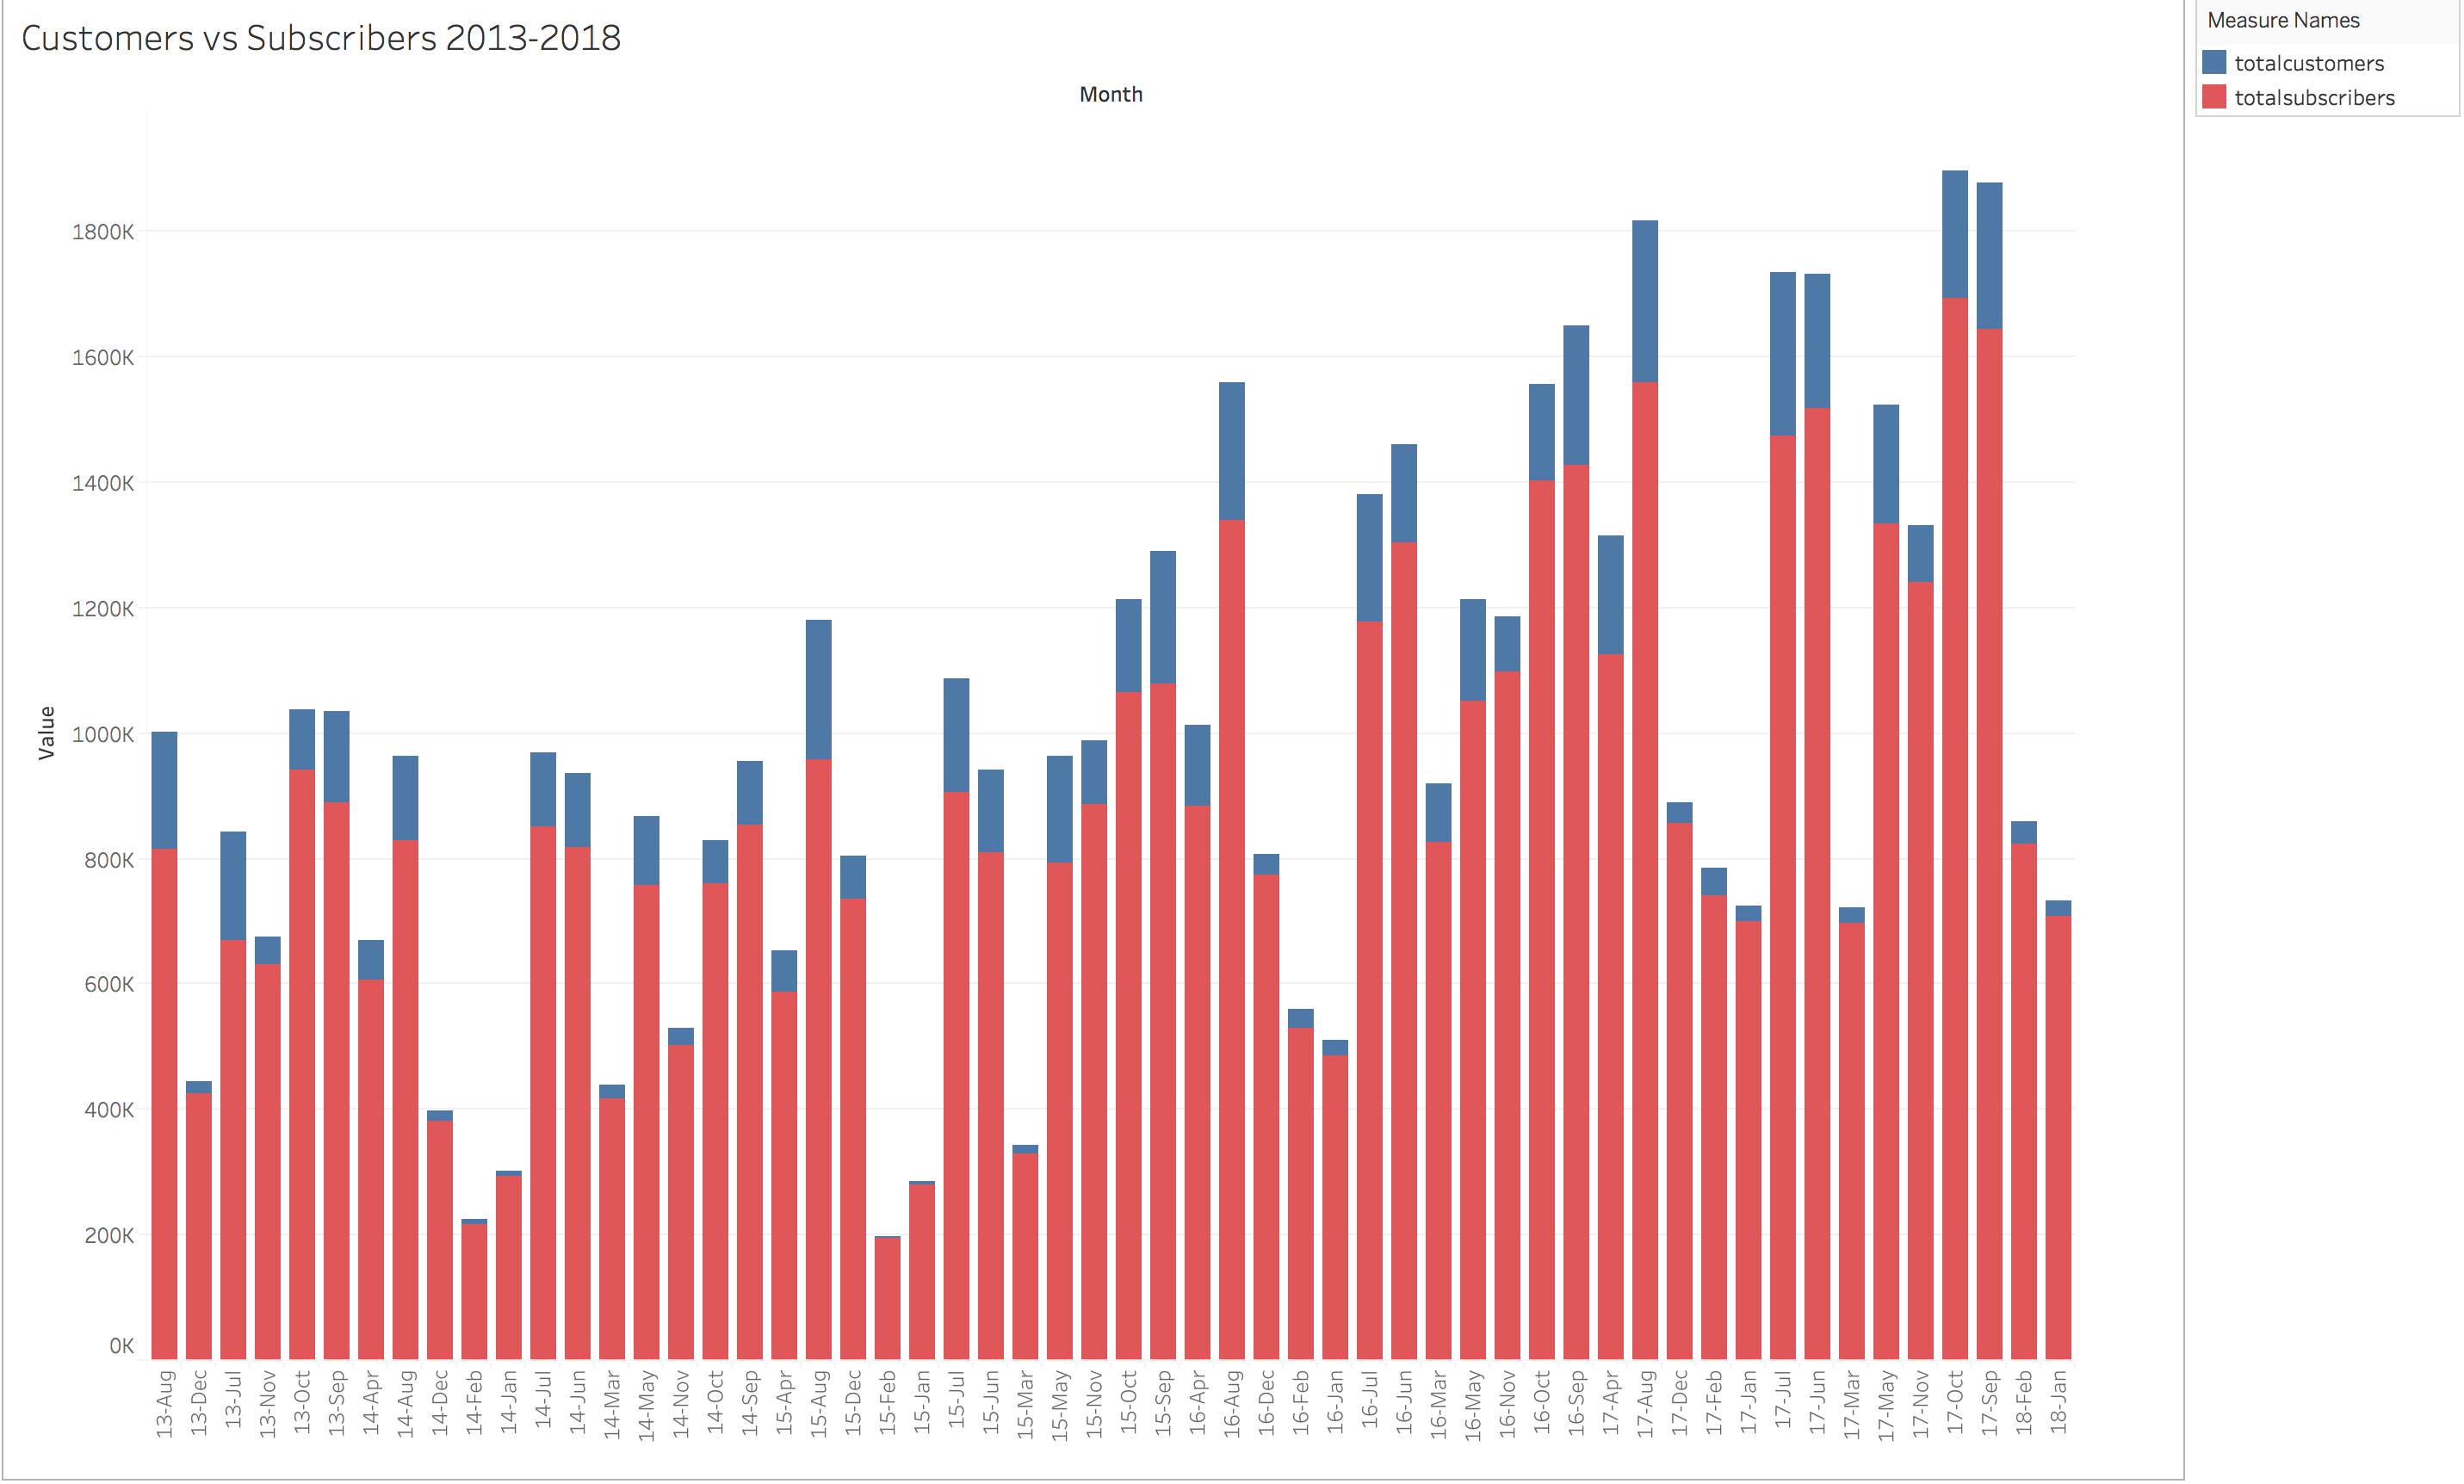 Customers vs Subscribers 2013-2018
Month
Measure Names
totalcustomers
totalsubscribers
Value
1800K
1600K
1400K
1200K
1000K
800K
600K
400K
200K
0K
13-Aug
13-Dec
13-Jul
13-Nov
13-Oct
13-Sep
14-Apr
14-Aug
14-Dec
14-Feb
14-Jan
14-Jul
14-Jun
14-Mar
14-May
14-Nov
14-Oct
14-Sep
15-Apr
15-Aug
15-Dec
15-Feb
15-Jan
15-Jul
15-Jun
15-Mar
15-May
15-Nov
15-Oct
15-Sep
16-Apr
16-Aug
16-Dec
16-Feb
16-Jan
16-Jul
16-Jun
16-Mar
16-May
16-Nov
16-Oct
16-Sep
17-Apr
17-Aug
17-Dec
17-Feb
17-Jan
17-Jul
17-Jun
17-Mar
17-May
17-Nov
17-Oct
17-Sep
18-Feb
18-Jan